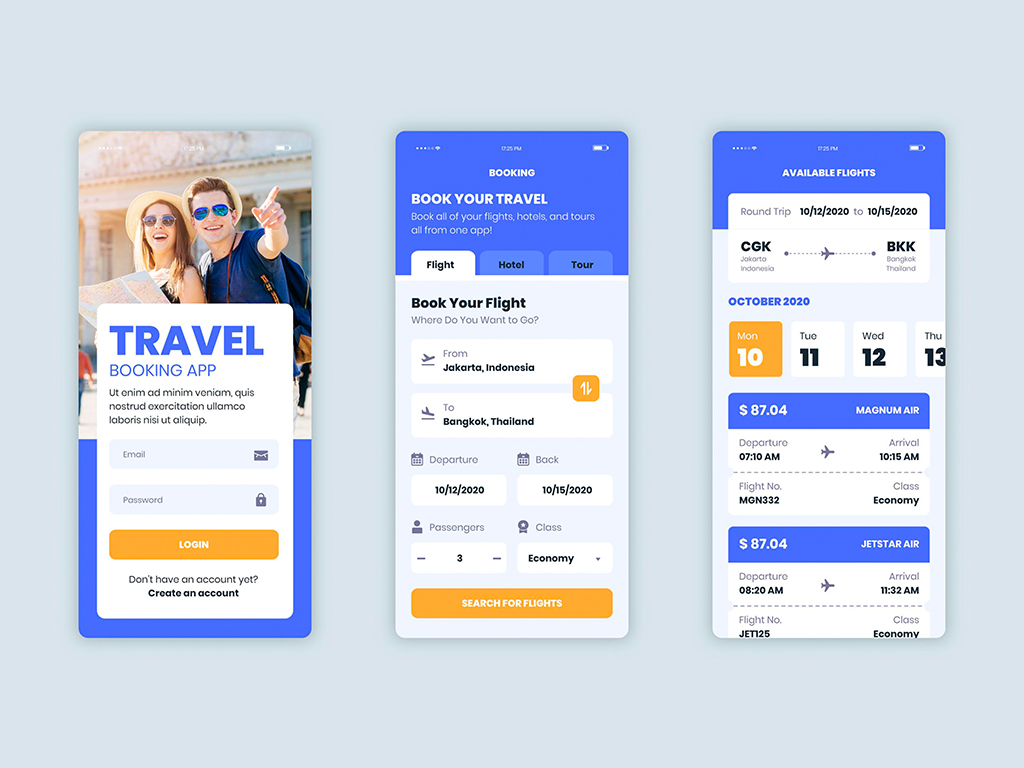 17:25 PM
TRAVEL
BOOKING APP
Ut enim ad minim veniam, quis
nostrud exercitation ullamco
laboris nisi ut aliquip.
Email
Password
LOGIN
Don't have an account yet?
Create an account
17:25 PM
BOOKING
BOOK YOUR TRAVEL
Book all of your flights, hotels, and tours
all from one app!
Flight Hotel Tour
Book Your Flight
Where Do You Want to Go?
From
Jakarta, Indonesia
To
Bangkok, Thailand
Departure Back
10/12/2020 10/15/2020
Passengers Class
3 Economy
SEARCH FOR FLIGHTS
17:25 PM
AVAILABLE FLIGHTS
Round Trip 10/12/2020 to 10/15/2020
CGK BKK
Jakarta Bangkok
Indonesia Thailand
OCTOBER 2020
Mon Tue Wed Thu
10 11 12 13
$ 87.04 MAGNUM AIR
Departure Arrival
07:10 AM 10:15 AM
Flight No. Class
MGN332 Economy
$ 87.04 JETSTAR AIR
Departure Arrival
08:20 AM 11:32 AM
Flight No. Class
JET125 Economy